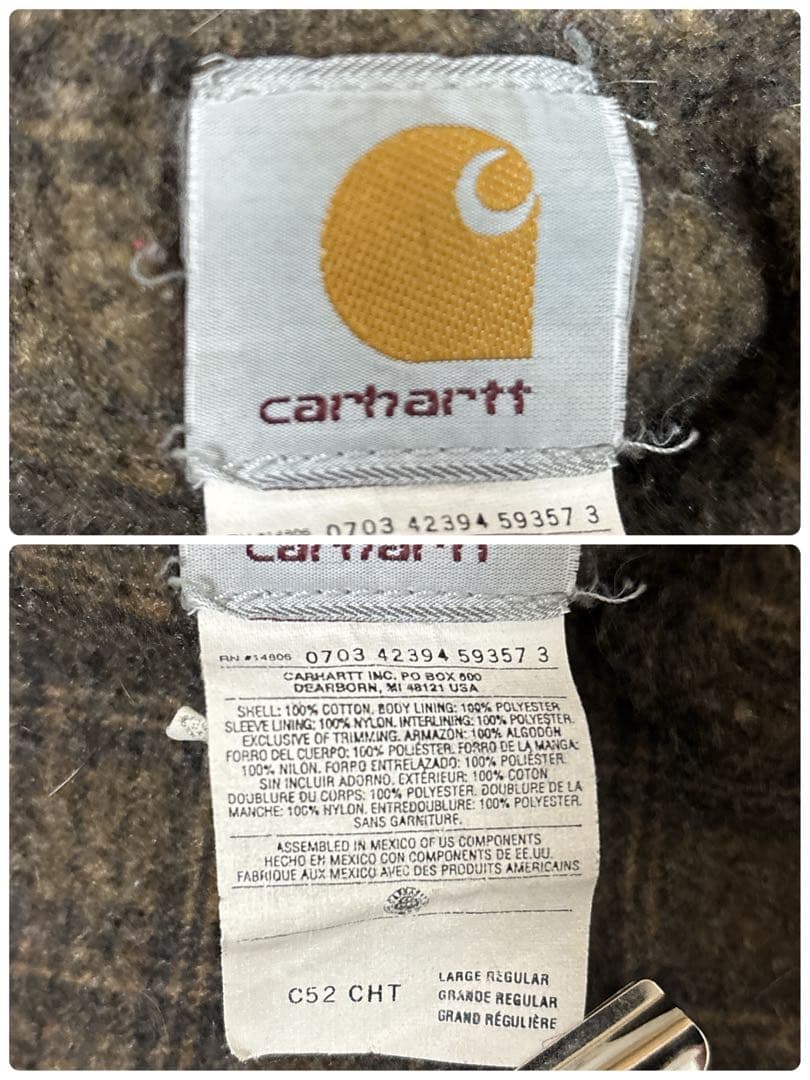 carhartt
RN #14806 0703 42394 59357 3
carhartt
RN #14806 0703 42394 59357 3
CARHARTT INC. PO BOX 600
DEARBORN, MI 48121 USA
SHELL: 100% COTTON. BODY LINING: 100% POLYESTER
SLEEVE LINING: 100% NYLON. INTERLINING: 100% POLYESTER.
EXCLUSIVE OF TRIMMING. ARMAZON: 100% ALGODON
FORRO DEL CUERPO: 100% POLIÉSTER. FORRO DE LA MANGA:
100% NILON. FORPO ENTRELAZADO: 100% POLIÉSTER.
SIN INCLUIR ADORNO. EXTÉRIEUR: 100% COTON
DOUBLURE DU CORPS: 100% POLYESTER. DOUBLURE DE LA
MANCHE: 100% NYLON. ENTREDOUBLURE: 100% POLYESTER.
SANS GARNITURE.
ASSEMBLED IN MEXICO OF US COMPONENTS
HECHO EN MEXICO CON COMPONENTS DE EE.UU.
FABRIQUE AUX MEXICO AVEC DES PRODUITS AMERICAINS
C52 CHT
LARGE REGULAR
GRANDE REGULAR
GRAND RÉGULIÈRE